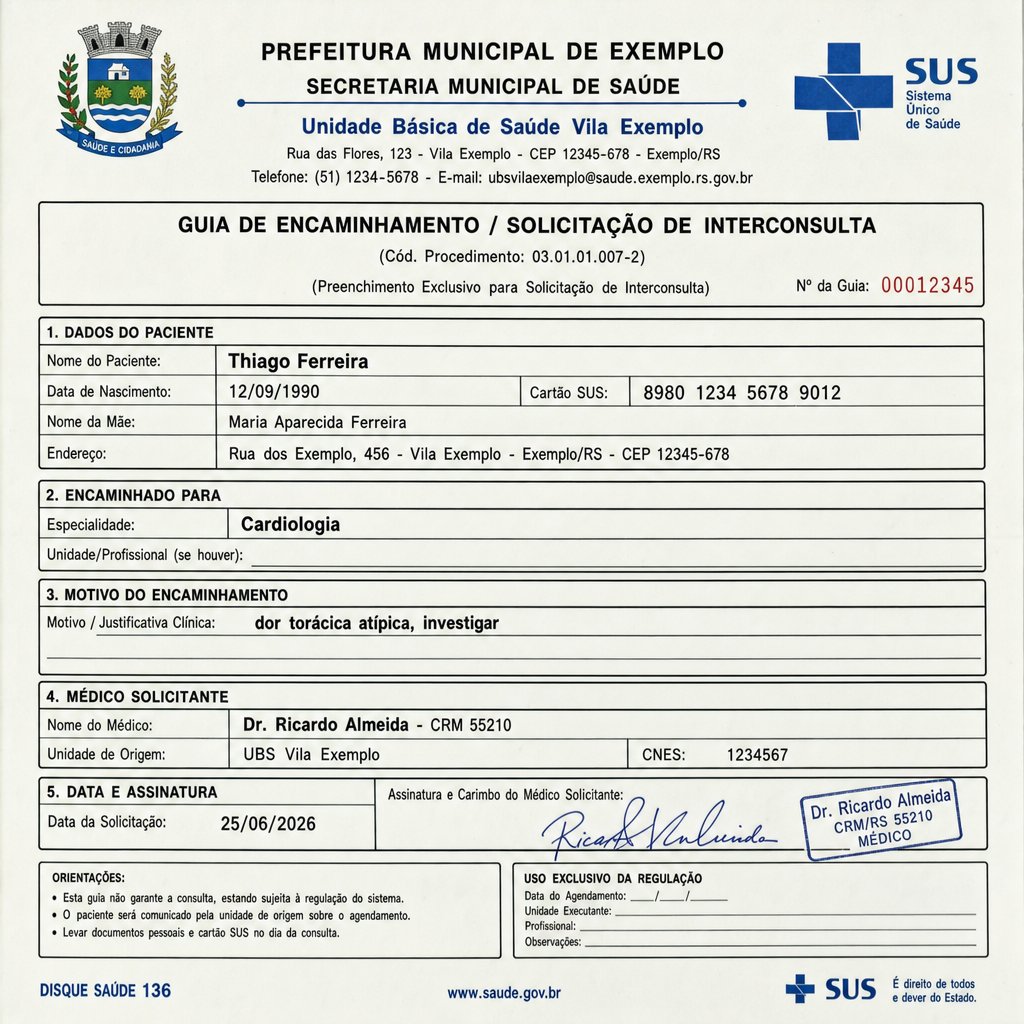 PREFEITURA MUNICIPAL DE EXEMPLO
SECRETARIA MUNICIPAL DE SAÚDE
Unidade Básica de Saúde Vila Exemplo
Rua das Flores, 123 - Vila Exemplo - CEP 12345-678 - Exemplo/RS
Telefone: (51) 1234-5678 - E-mail: ubsvilaexemplo@saude.exemplo.rs.gov.br
SAÚDE E CIDADANIA
SUS
Sistema
Único
de Saúde
GUIA DE ENCAMINHAMENTO / SOLICITAÇÃO DE INTERCONSULTA
(Cód. Procedimento: 03.01.01.007-2)
(Preenchimento Exclusivo para Solicitação de Interconsulta) Nº da Guia: 00012345
1. DADOS DO PACIENTE
Nome do Paciente: Thiago Ferreira
Data de Nascimento: 12/09/1990 Cartão SUS: 8980 1234 5678 9012
Nome da Mãe: Maria Aparecida Ferreira
Endereço: Rua dos Exemplo, 456 - Vila Exemplo - Exemplo/RS - CEP 12345-678
2. ENCAMINHADO PARA
Especialidade: Cardiologia
Unidade/Profissional (se houver):
3. MOTIVO DO ENCAMINHAMENTO
Motivo / Justificativa Clínica: dor torácica atípica, investigar
4. MÉDICO SOLICITANTE
Nome do Médico: Dr. Ricardo Almeida - CRM 55210
Unidade de Origem: UBS Vila Exemplo CNES: 1234567
5. DATA E ASSINATURA
Data da Solicitação: 25/06/2026
Assinatura e Carimbo do Médico Solicitante:
Dr. Ricardo Almeida
CRM/RS 55210
MÉDICO
ORIENTAÇÕES:
• Esta guia não garante a consulta, estando sujeita à regulação do sistema.
• O paciente será comunicado pela unidade de origem sobre o agendamento.
• Levar documentos pessoais e cartão SUS no dia da consulta.
USO EXCLUSIVO DA REGULAÇÃO
Data do Agendamento: ___/___/______
Unidade Executante:
Profissional:
Observações:
DISQUE SAÚDE 136
www.saude.gov.br
SUS
É direito de todos
e dever do Estado.